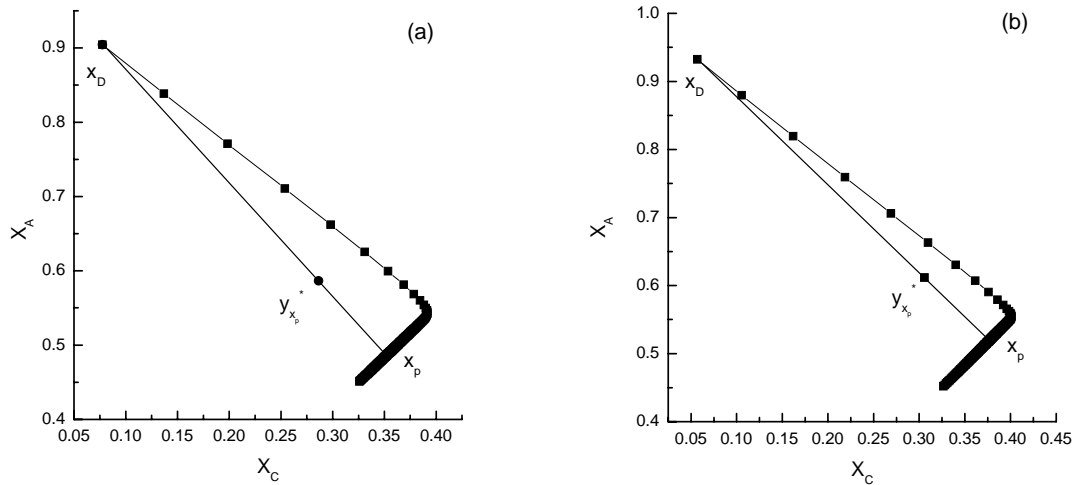 (a)
0.9
0.8
0.7
0.6
0.5
0.4
X_A
x_D
y_{x_p}^*
x_p
0.05 0.10 0.15 0.20 0.25 0.30 0.35 0.40
X_C
(b)
1.0
0.9
0.8
0.7
0.6
0.5
0.4
X_A
x_D
y_{x_p}^*
x_p
0.05 0.10 0.15 0.20 0.25 0.30 0.35 0.40 0.45
X_C